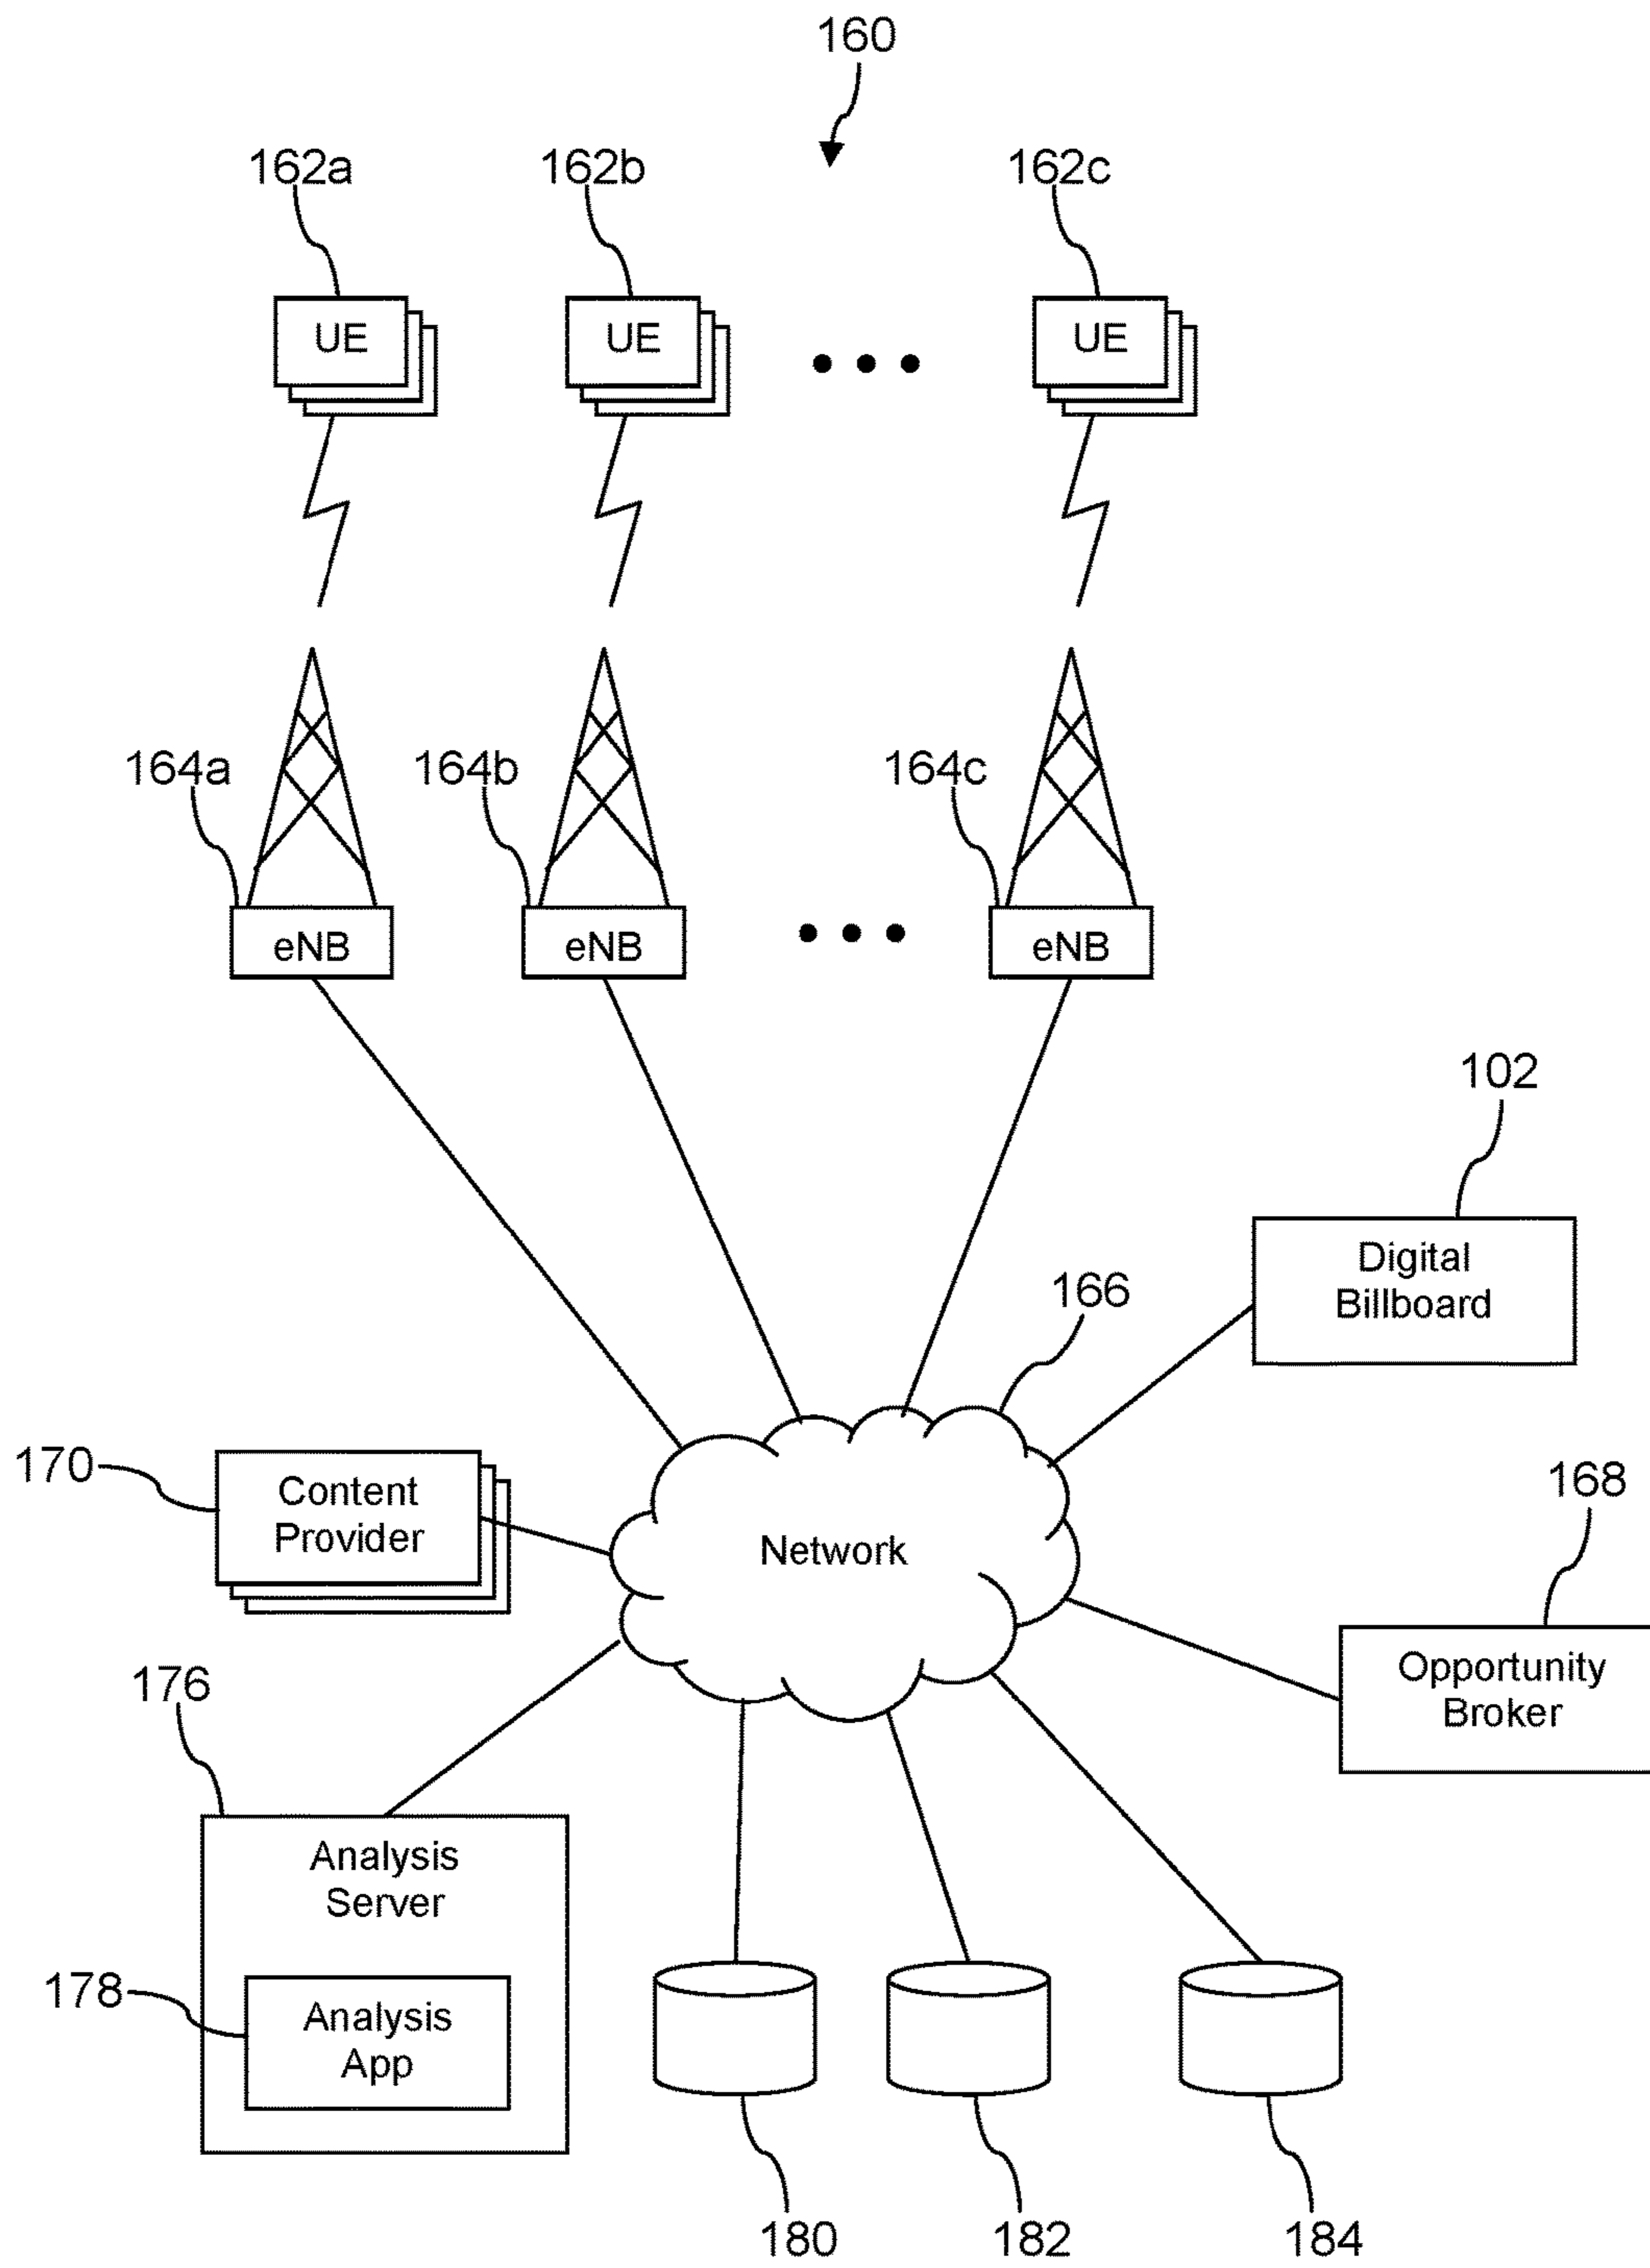 160
162a
162b
162c
UE
UE
UE
164a
164b
164c
eNB
eNB
eNB
102
Digital
Billboard
166
170
Content
Provider
Network
168
Opportunity
Broker
176
Analysis
Server
178
Analysis
App
180
182
184